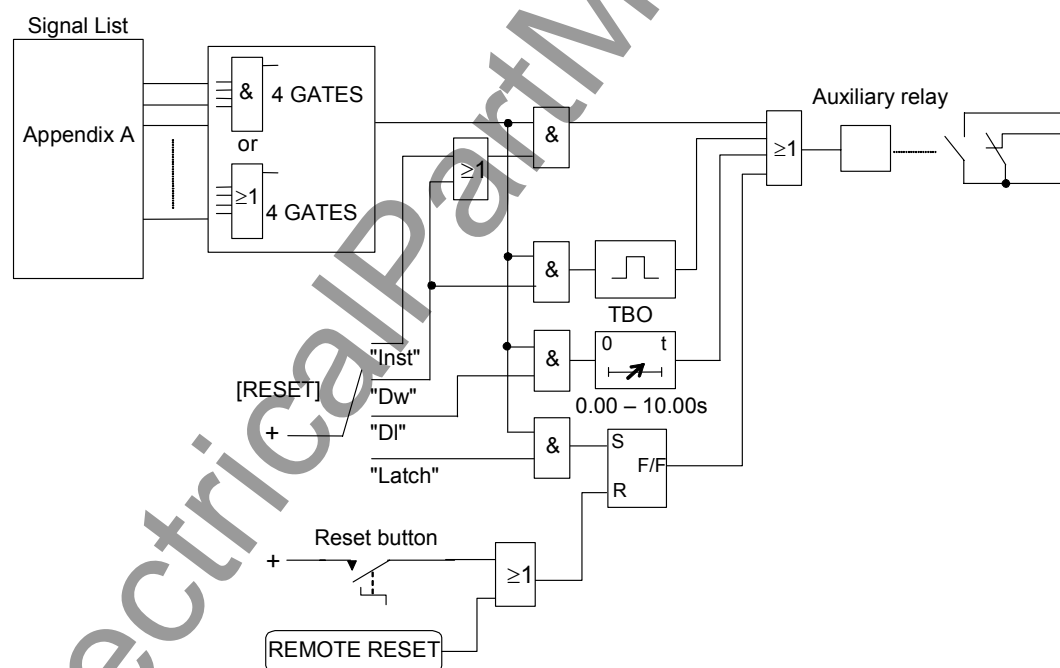 Signal List
Appendix A
&
4 GATES
or
≥1
4 GATES
≥1
&
≥1
Auxiliary relay
&
TBO
&
0 t
0.00 – 10.00s
&
S
F/F
R
"Inst"
[RESET]
"Dw"
+
"Dl"
"Latch"
Reset button
+
≥1
REMOTE RESET
ectricalPartM